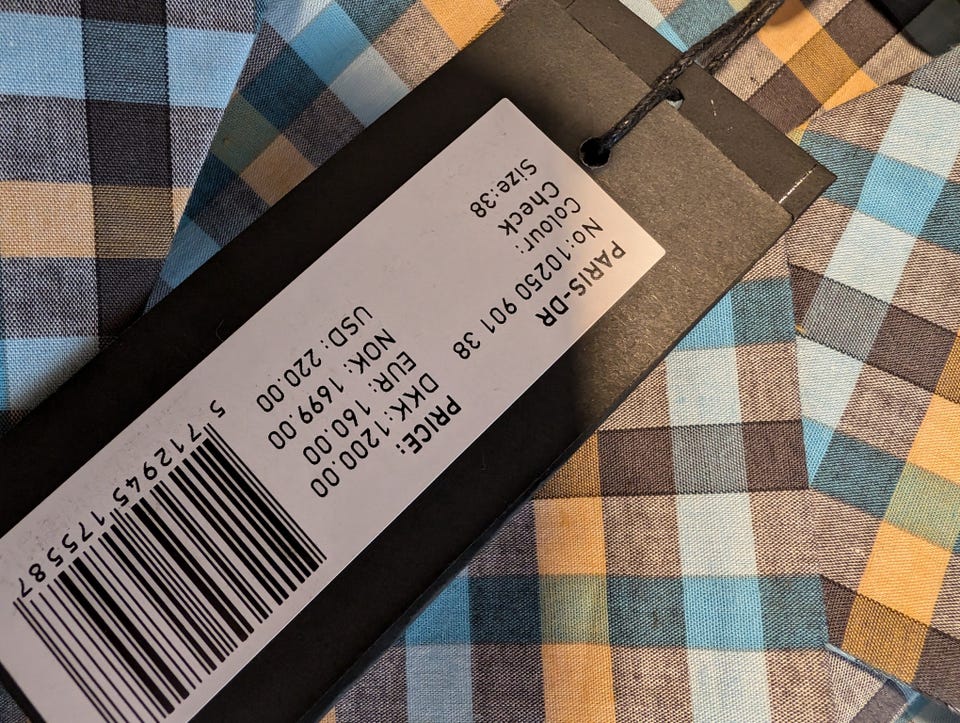 PARIS-DR
No:10250 901 38
Colour:
Check
Size:38
PRICE:
DKK: 1200.00
EUR: 160.00
NOK: 1699.00
USD: 220.00
5 712945 175587